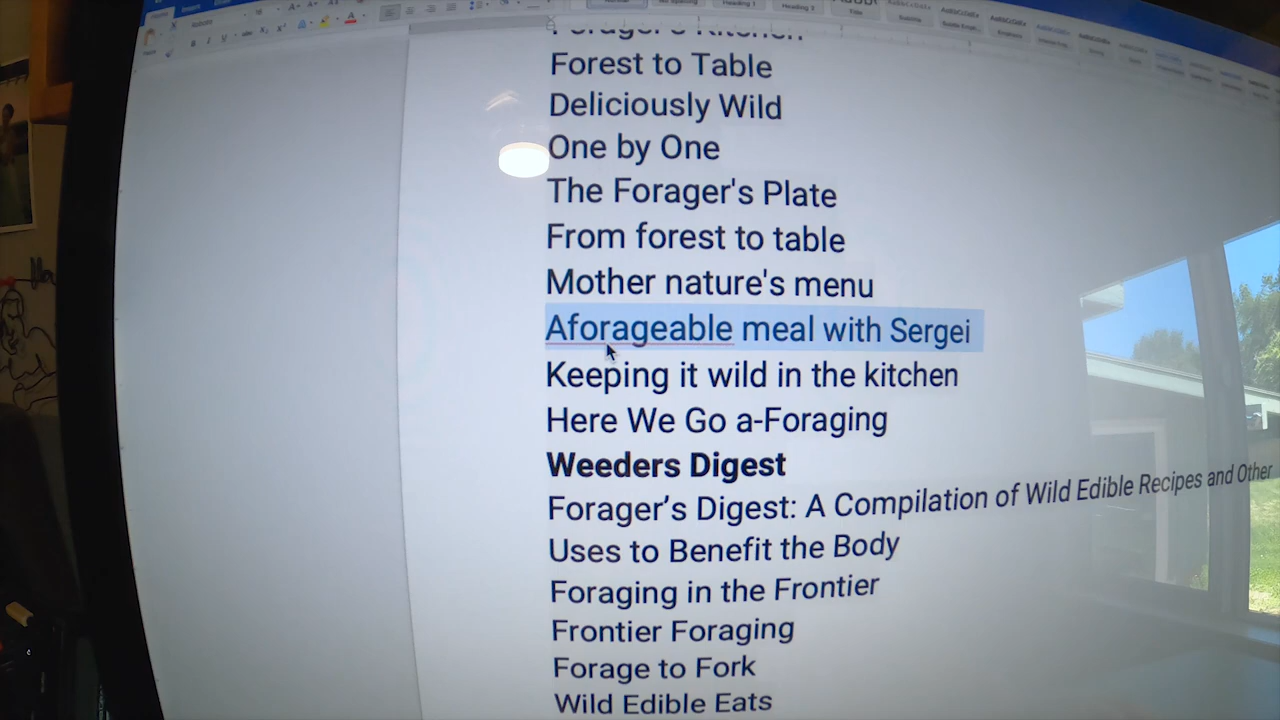 Forager's Kitchen
Forest to Table
Deliciously Wild
One by One
The Forager's Plate
From forest to table
Mother nature's menu
Aforageable meal with Sergei
Keeping it wild in the kitchen
Here We Go a-Foraging
Weeders Digest
Forager’s Digest: A Compilation of Wild Edible Recipes and Other
Uses to Benefit the Body
Foraging in the Frontier
Frontier Foraging
Forage to Fork
Wild Edible Eats